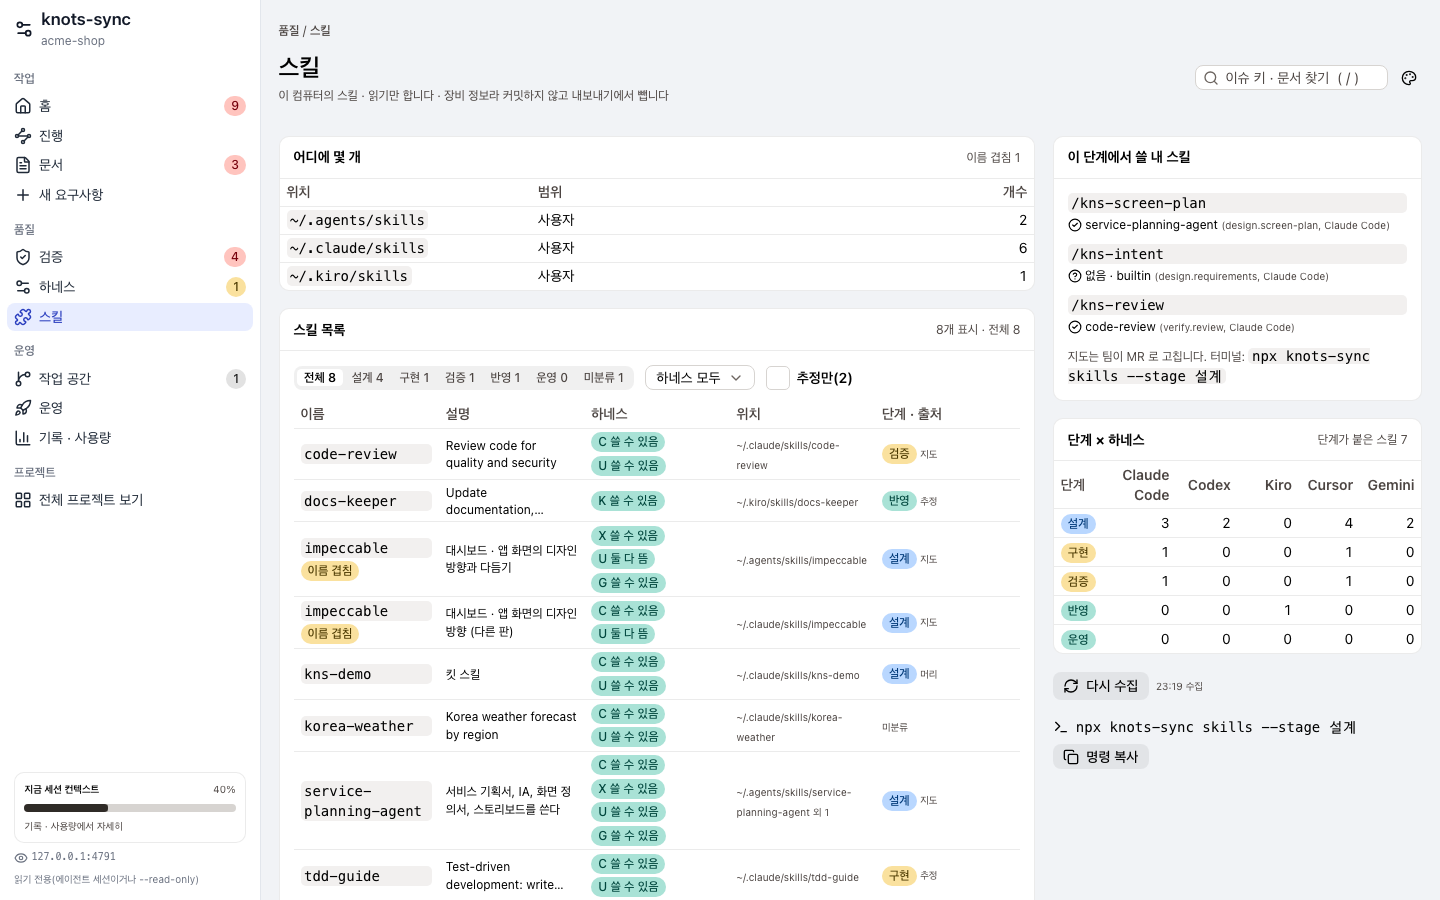 knots-sync
acme-shop
작업
홈 9
진행
문서 3
새 요구사항
품질
검증 4
하네스 1
스킬
운영
작업 공간 1
운영
기록 · 사용량
프로젝트
전체 프로젝트 보기
지금 세션 컨텍스트 40%
기록 · 사용량에서 자세히
127.0.0.1:4791
읽기 전용(에이전트 세션이거나 --read-only)
품질 / 스킬
스킬
이 컴퓨터의 스킬 · 읽기만 합니다 · 장비 정보라 커밋하지 않고 내보내기에서 뺍니다
이슈 키 · 문서 찾기 ( / )
어디에 몇 개 이름 겹침 1
위치 범위 개수
~/.agents/skills 사용자 2
~/.claude/skills 사용자 6
~/.kiro/skills 사용자 1
스킬 목록 8개 표시 · 전체 8
전체 8 설계 4 구현 1 검증 1 반영 1 운영 0 미분류 1 하네스 모두 추정만(2)
이름 설명 하네스 위치 단계 · 출처
code-review
Review code for
quality and security
C 쓸 수 있음
U 쓸 수 있음
~/.claude/skills/code-
review
검증 지도
docs-keeper
Update
documentation,...
K 쓸 수 있음
~/.kiro/skills/docs-keeper
반영 추정
impeccable
이름 겹침
대시보드 · 앱 화면의 디자인
방향과 다듬기
X 쓸 수 있음
U 둘 다 뜸
G 쓸 수 있음
~/.agents/skills/impeccable
설계 지도
impeccable
이름 겹침
대시보드 · 앱 화면의 디자인
방향 (다른 판)
C 쓸 수 있음
U 둘 다 뜸
~/.claude/skills/impeccable
설계 지도
kns-demo
킷 스킬
C 쓸 수 있음
U 쓸 수 있음
~/.claude/skills/kns-demo
설계 머리
korea-weather
Korea weather forecast
by region
C 쓸 수 있음
U 쓸 수 있음
~/.claude/skills/korea-
weather
미분류
service-
planning-agent
서비스 기획서, IA, 화면 정
의서, 스토리보드를 쓴다
C 쓸 수 있음
X 쓸 수 있음
U 쓸 수 있음
G 쓸 수 있음
~/.agents/skills/service-
planning-agent 외 1
설계 지도
tdd-guide
Test-driven
development: write...
C 쓸 수 있음
U 쓸 수 있음
~/.claude/skills/tdd-guide
구현 추정
이 단계에서 쓸 내 스킬
/kns-screen-plan
service-planning-agent (design.screen-plan, Claude Code)
/kns-intent
없음 · builtin (design.requirements, Claude Code)
/kns-review
code-review (verify.review, Claude Code)
지도는 팀이 MR 로 고칩니다. 터미널: npx knots-sync
skills --stage 설계
단계 × 하네스 단계가 붙은 스킬 7
단계 Claude Code Codex Kiro Cursor Gemini
설계 3 2 0 4 2
구현 1 0 0 1 0
검증 1 0 0 1 0
반영 0 0 1 0 0
운영 0 0 0 0 0
다시 수집 23:19 수집
npx knots-sync skills --stage 설계
명령 복사